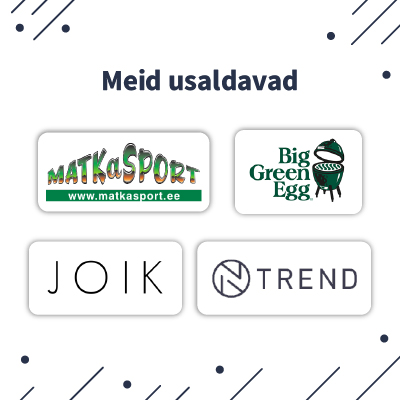 Meid usaldavad
MATKaSPORT
www.matkasport.ee
Big
Green
Egg®
JOIK
N TREND